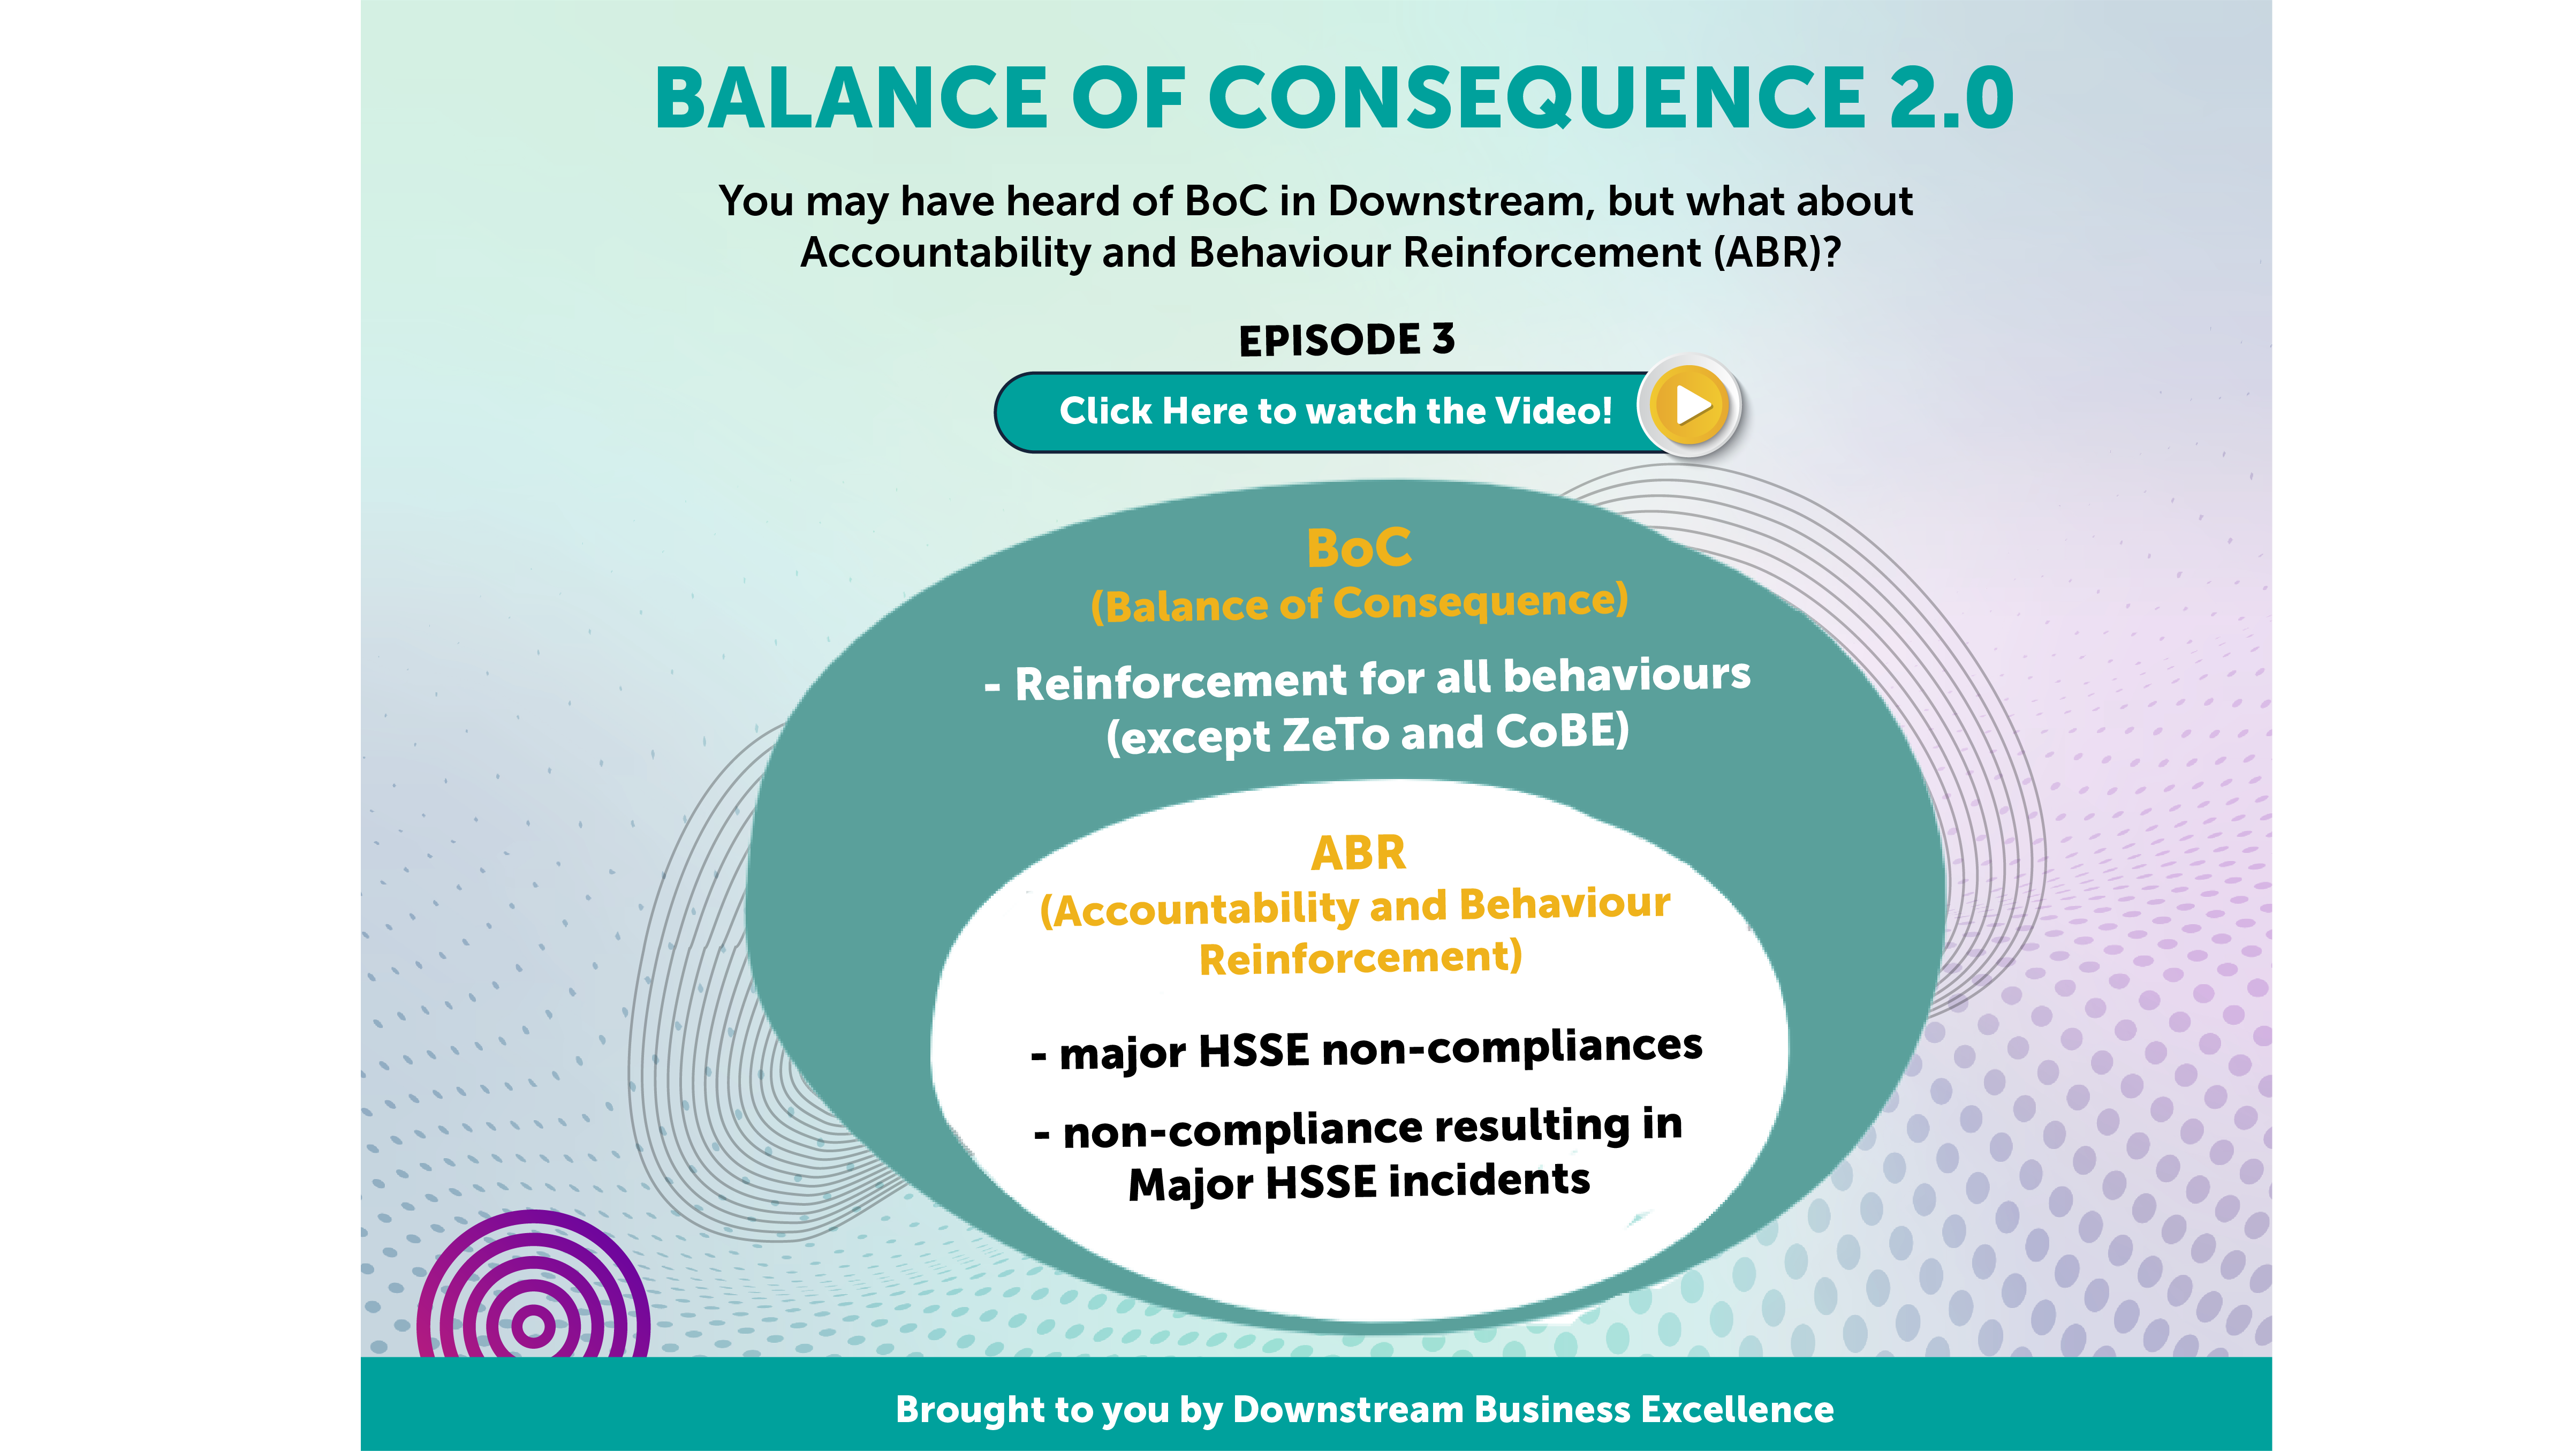 BALANCE OF CONSEQUENCE 2.0
You may have heard of BoC in Downstream, but what about
Accountability and Behaviour Reinforcement (ABR)?
EPISODE 3
Click Here to watch the Video!
BoC
(Balance of Consequence)
- Reinforcement for all behaviours
(except ZeTo and CoBE)
ABR
(Accountability and Behaviour
Reinforcement)
- major HSSE non-compliances
- non-compliance resulting in
Major HSSE incidents
Brought to you by Downstream Business Excellence